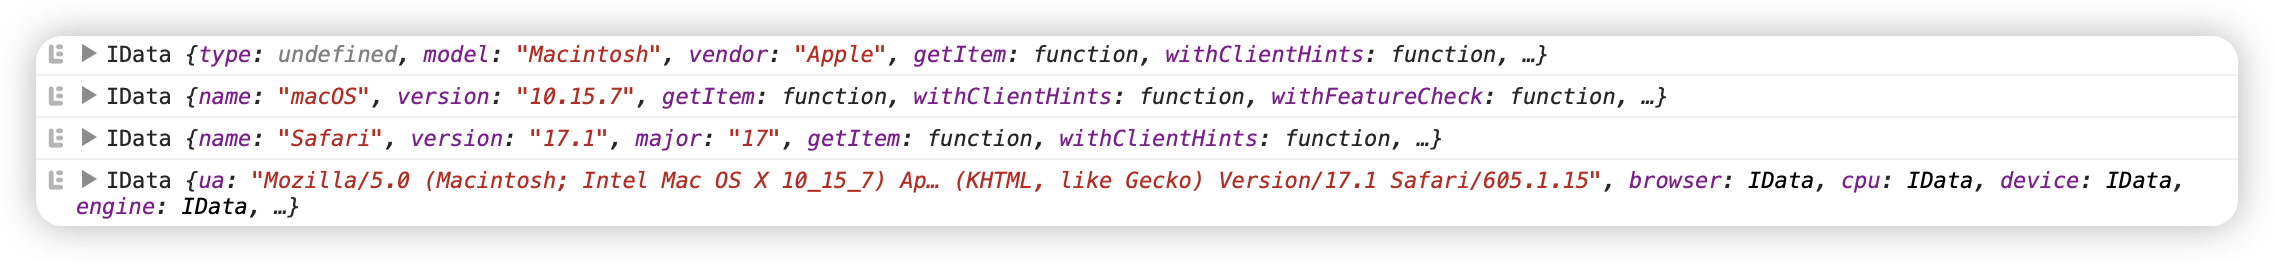 IData {type: undefined, model: "Macintosh", vendor: "Apple", getItem: function, withClientHints: function, …}
IData {name: "macOS", version: "10.15.7", getItem: function, withClientHints: function, withFeatureCheck: function, …}
IData {name: "Safari", version: "17.1", major: "17", getItem: function, withClientHints: function, …}
IData {ua: "Mozilla/5.0 (Macintosh; Intel Mac OS X 10_15_7) Ap… (KHTML, like Gecko) Version/17.1 Safari/605.1.15", browser: IData, cpu: IData, device: IData,
engine: IData, …}